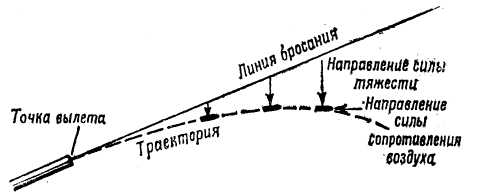 Линия бросания
Направление силы
тяжести
Точка вылета
Направление
силы
сопротивления
воздуха
Траектория